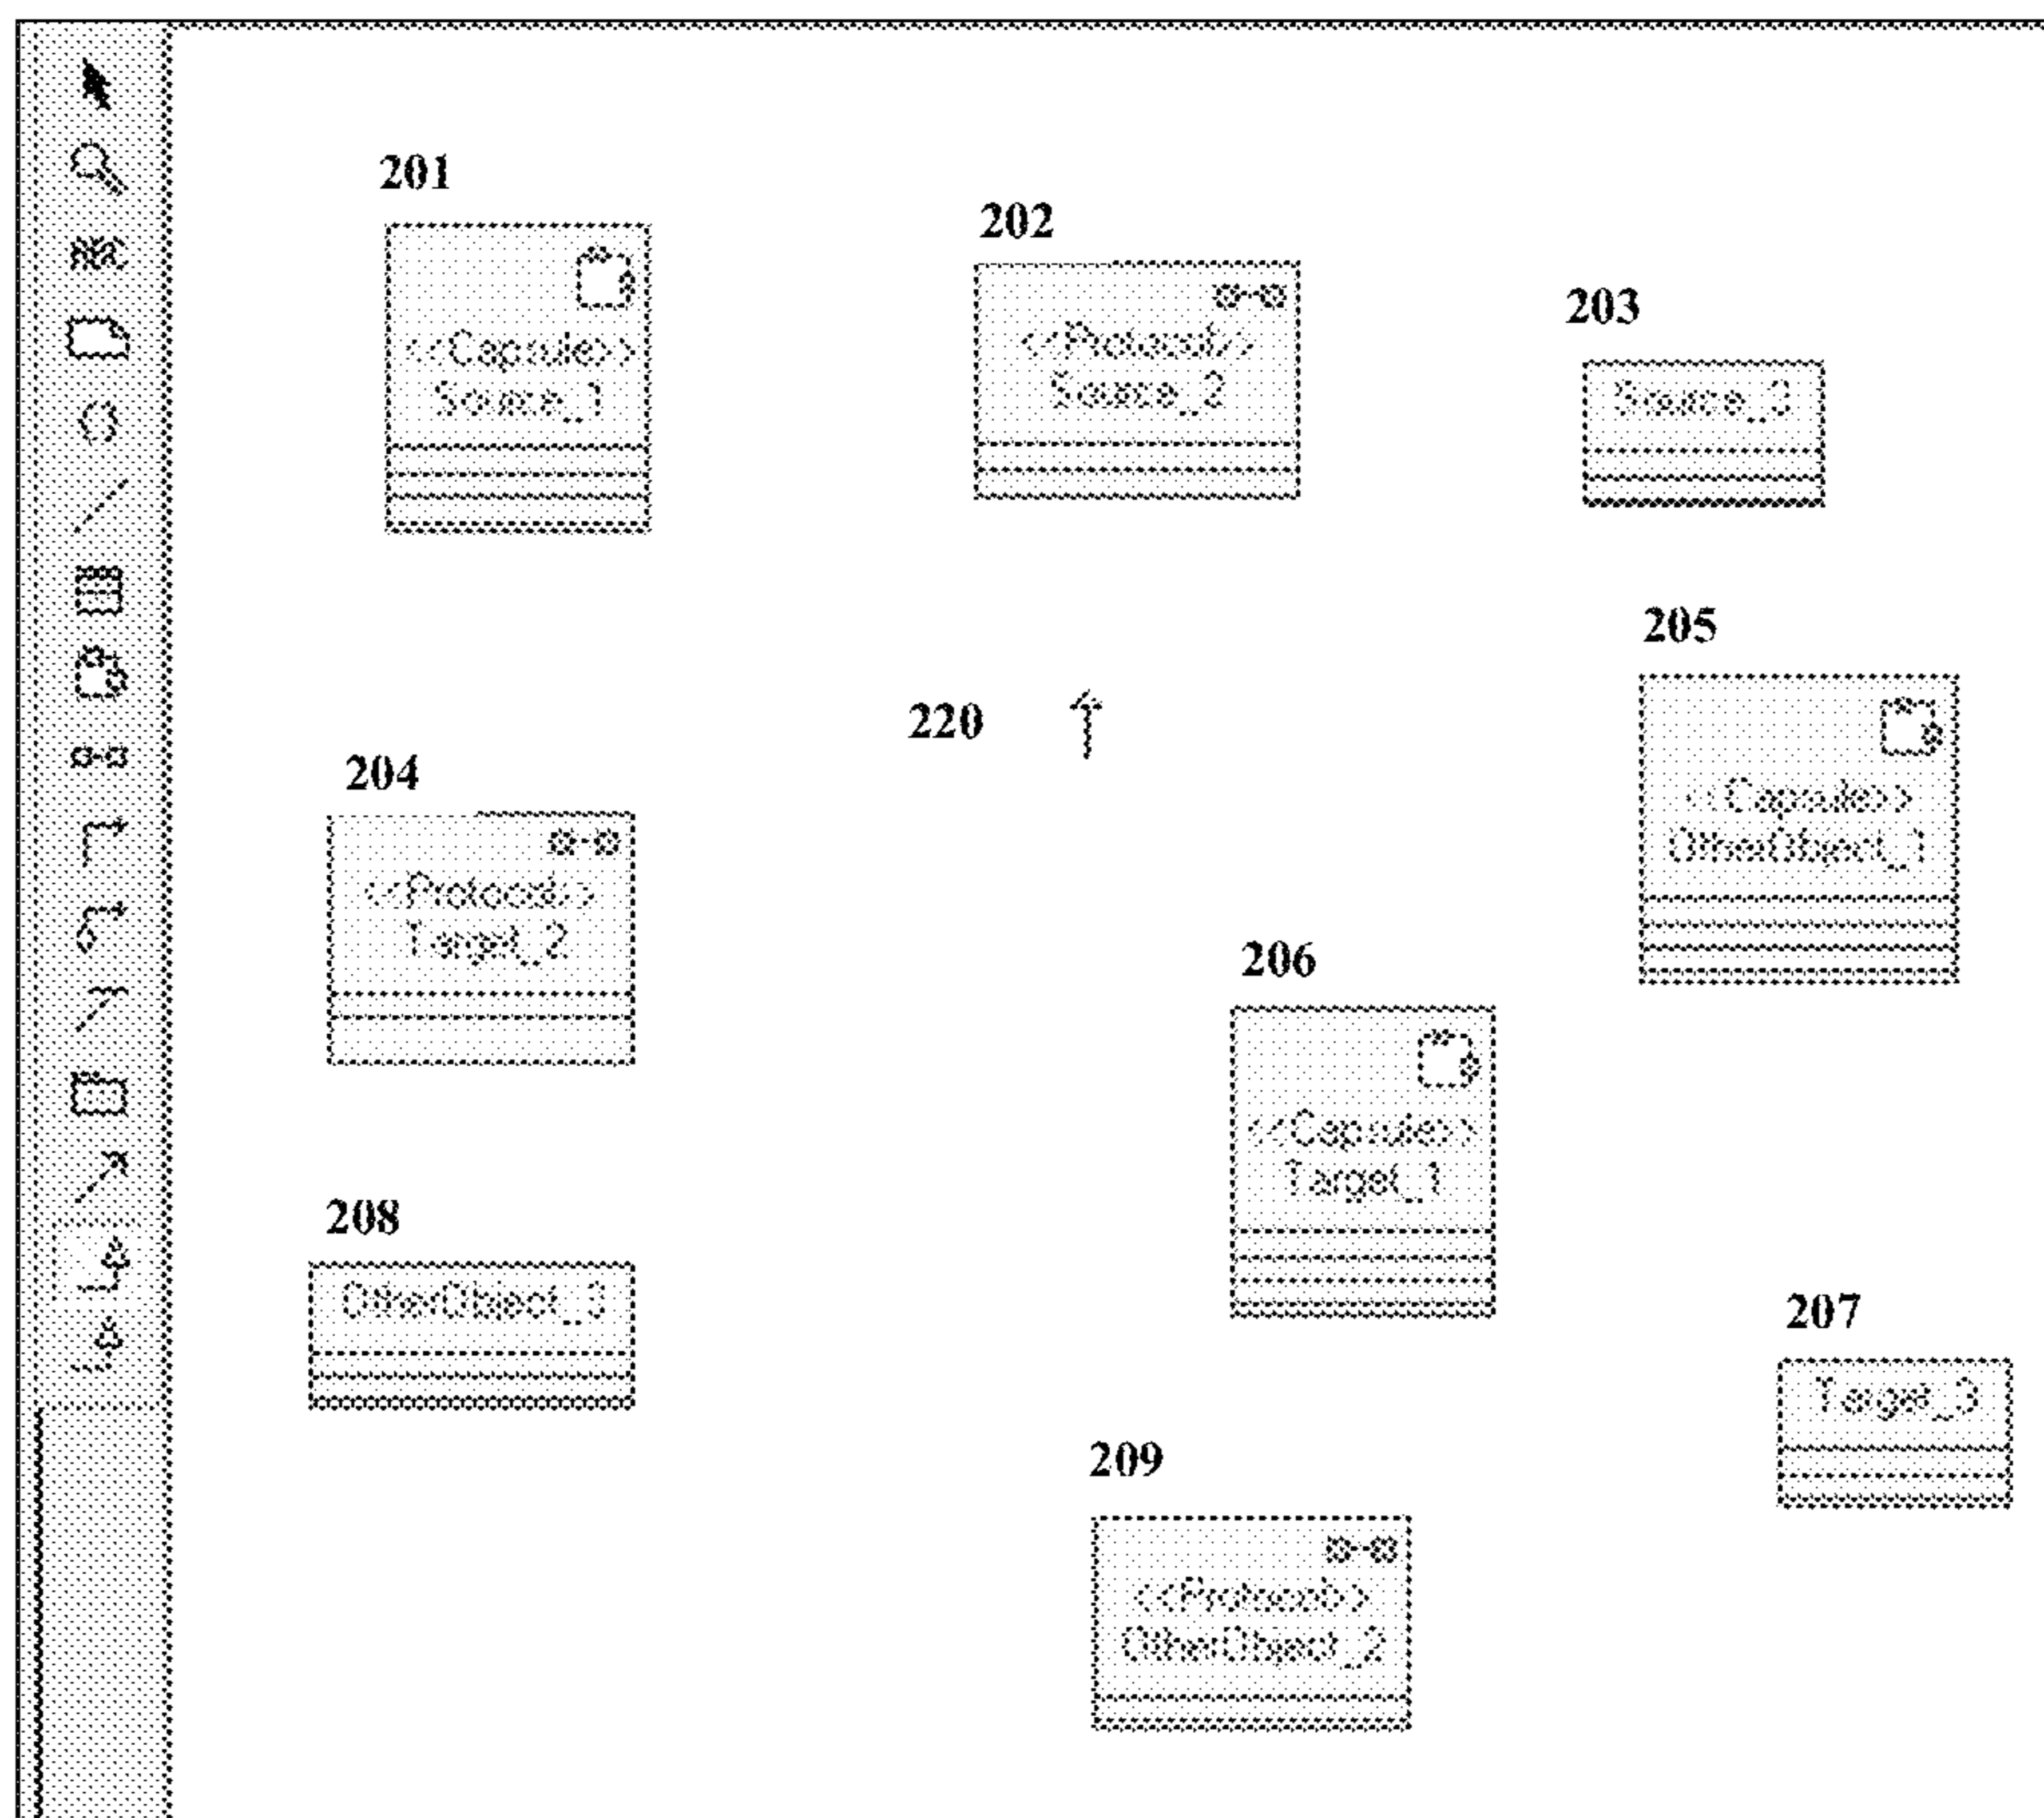 201
<<Capsule>>
Source_1
202
<<Protocol>>
Source_2
203
Source_3
205
<<Capsule>>
OtherObject_1
220
204
<<Protocol>>
Target_2
206
<<Capsule>>
Target_1
208
OtherObject_3
207
Target_3
209
<<Protocol>>
OtherObject_2